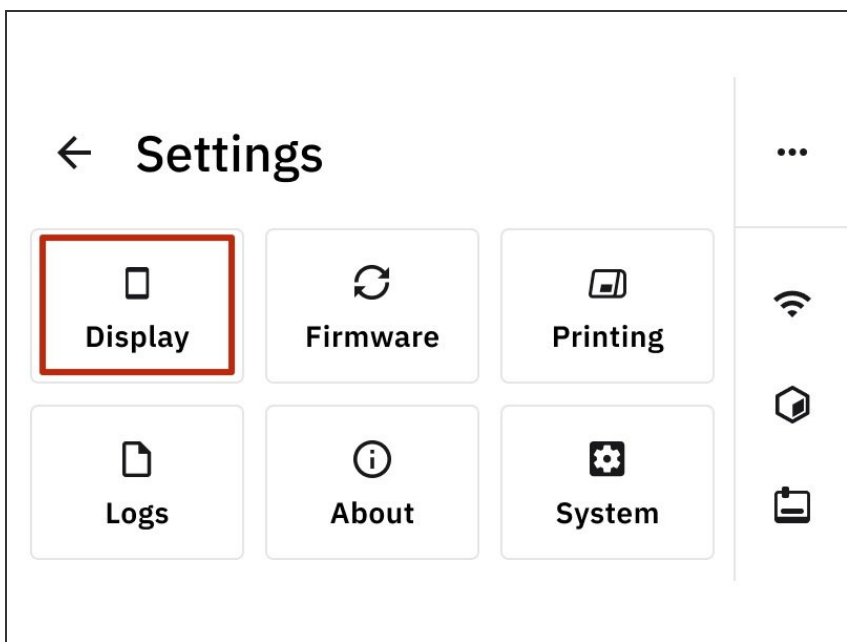 Settings
Display
Firmware
Printing
Logs
About
System